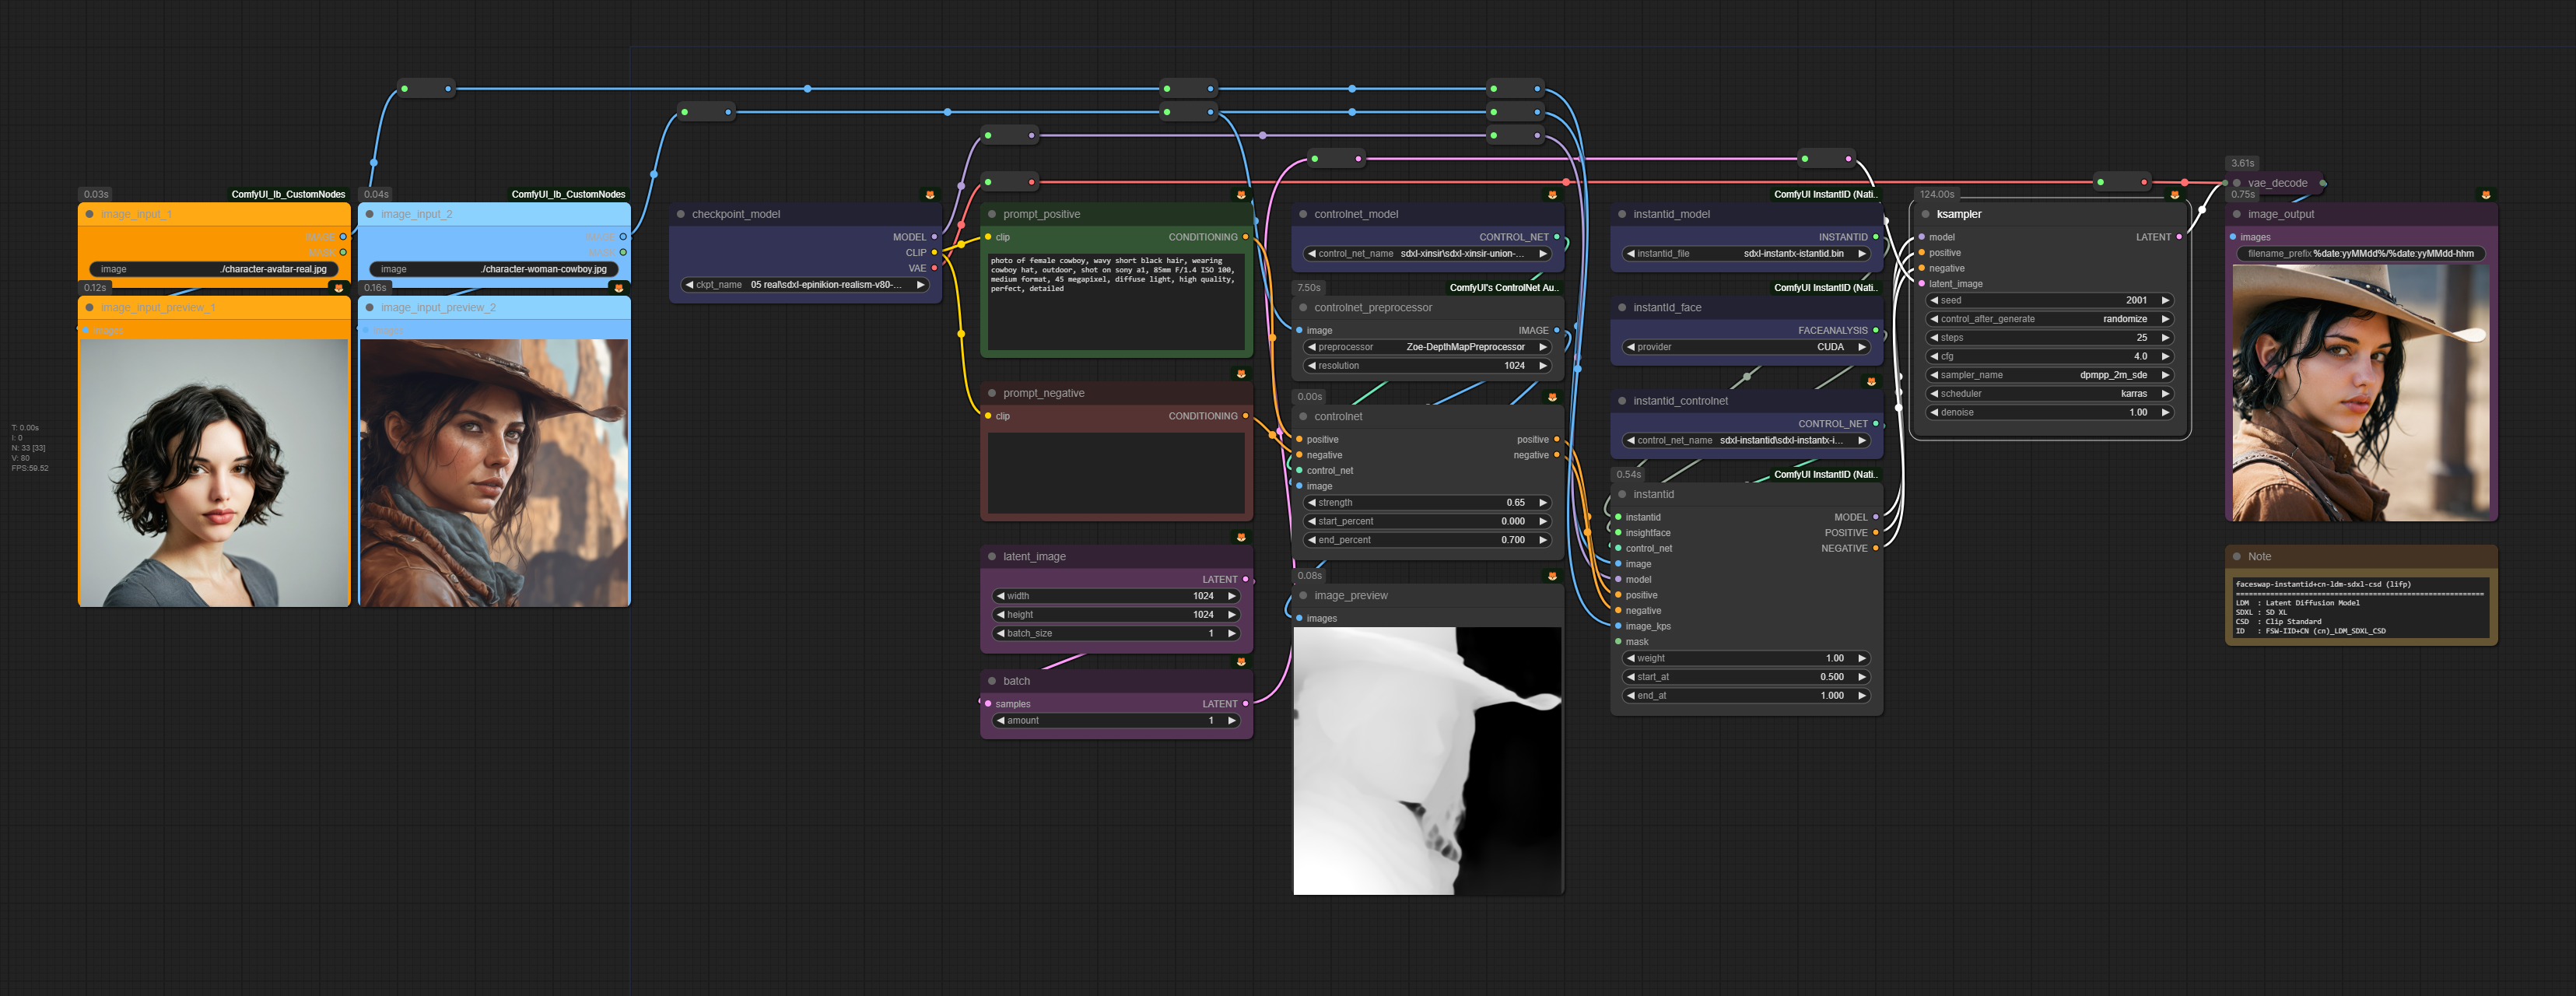 T: 0.00s
I: 0
N: 33 [33]
V: 80
FPS:59.52
0.03s
ComfyUI_lb_CustomNodes
image_input_1
IMAGE
MASK
image ./character-avatar-real.jpg
0.12s
image_input_preview_1
images
0.04s
ComfyUI_lb_CustomNodes
image_input_2
IMAGE
MASK
image ./character-woman-cowboy.jpg
0.16s
image_input_preview_2
images
checkpoint_model
MODEL
CLIP
VAE
ckpt_name 05 real\sdxl-epinikion-realism-v80-...
prompt_positive
clip CONDITIONING
photo of female cowboy, wavy short black hair, wearing
cowboy hat, outdoor, shot on sony a1, 85mm F/1.4 ISO 100,
medium format, 45 megapixel, diffuse light, high quality,
perfect, detailed
prompt_negative
clip CONDITIONING
latent_image
LATENT
width 1024
height 1024
batch_size 1
batch
samples LATENT
amount 1
controlnet_model
CONTROL_NET
control_net_name sdxl-xinsir\sdxl-xinsir-union-...
7.50s
ComfyUI's ControlNet Au..
controlnet_preprocessor
image IMAGE
preprocessor Zoe-DepthMapPreprocessor
resolution 1024
0.00s
controlnet
positive positive
negative negative
control_net
image
strength 0.65
start_percent 0.000
end_percent 0.700
0.08s
image_preview
images
ComfyUI InstantID (Nati..
instantid_model
INSTANTID
instantid_file sdxl-instantx-istantid.bin
ComfyUI InstantID (Nati..
instantId_face
FACEANALYSIS
provider CUDA
instantid_controlnet
CONTROL_NET
control_net_name sdxl-instantid\sdxl-instantx-i...
0.54s
ComfyUI InstantID (Nati..
instantid
instantid MODEL
insightface POSITIVE
control_net NEGATIVE
image
model
positive
negative
image_kps
mask
weight 1.00
start_at 0.500
end_at 1.000
124.00s
ksampler
model LATENT
positive
negative
latent_image
seed 2001
control_after_generate randomize
steps 25
cfg 4.0
sampler_name dpmpp_2m_sde
scheduler karras
denoise 1.00
3.61s
vae_decode
0.75s
image_output
images
filename_prefix %date:yyMMdd%/%date:yyMMdd-hhm
Note
faceswap-instantid+cn-ldm-sdxl-csd (lifp)
LDM : Latent Diffusion Model
SDXL : SD XL
CSD : Clip Standard
ID : FSW-IID+CN (cn)_LDM_SDXL_CSD